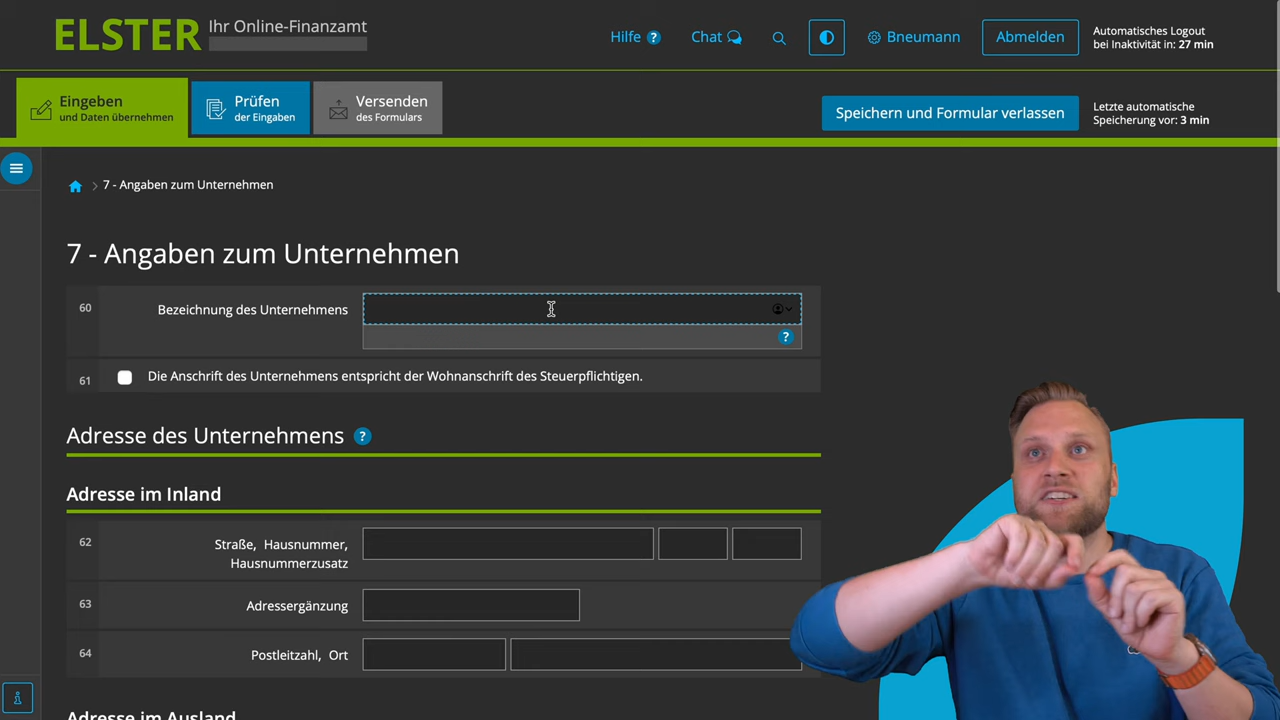 ELSTER Ihr Online-Finanzamt
Hilfe ?
Chat
Bneumann
Abmelden
Automatisches Logout
bei Inaktivität in: 27 min
Eingeben
und Daten übernehmen
Prüfen
der Eingaben
Versenden
des Formulars
Speichern und Formular verlassen
Letzte automatische
Speicherung vor: 3 min
7 - Angaben zum Unternehmen
7 - Angaben zum Unternehmen
60 Bezeichnung des Unternehmens
?
61 Die Anschrift des Unternehmens entspricht der Wohnanschrift des Steuerpflichtigen.
Adresse des Unternehmens ?
Adresse im Inland
62 Straße, Hausnummer,
Hausnummerzusatz
63 Adressergänzung
64 Postleitzahl, Ort
Adresse im Ausland
i